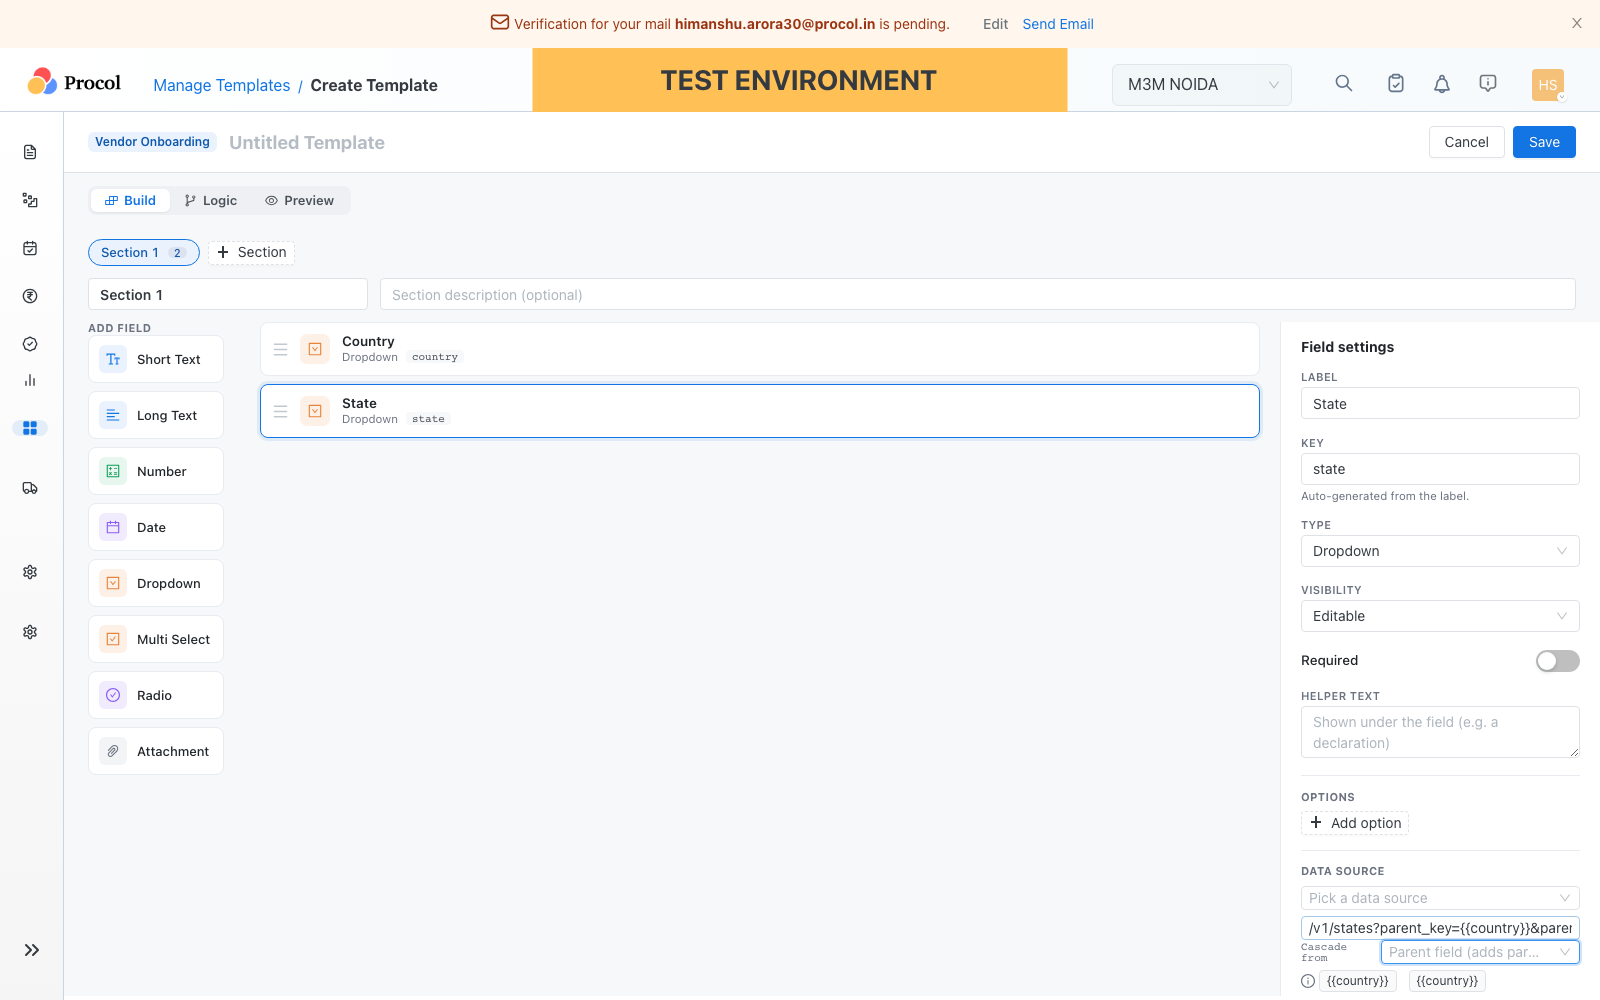 Verification for your mail himanshu.arora30@procol.in is pending. Edit Send Email
Procol
Manage Templates / Create Template
TEST ENVIRONMENT
M3M NOIDA
HS
Vendor Onboarding
Untitled Template
Cancel
Save
Build
Logic
Preview
Section 1 2
+ Section
Section 1
Section description (optional)
ADD FIELD
Short Text
Long Text
Number
Date
Dropdown
Multi Select
Radio
Attachment
Country
Dropdown country
State
Dropdown state
Field settings
LABEL
State
KEY
state
Auto-generated from the label.
TYPE
Dropdown
VISIBILITY
Editable
Required
HELPER TEXT
Shown under the field (e.g. a
declaration)
OPTIONS
+ Add option
DATA SOURCE
Pick a data source
/v1/states?parent_key={{country}}&parer
Cascade
from
Parent field (adds par...
{{country}} {{country}}